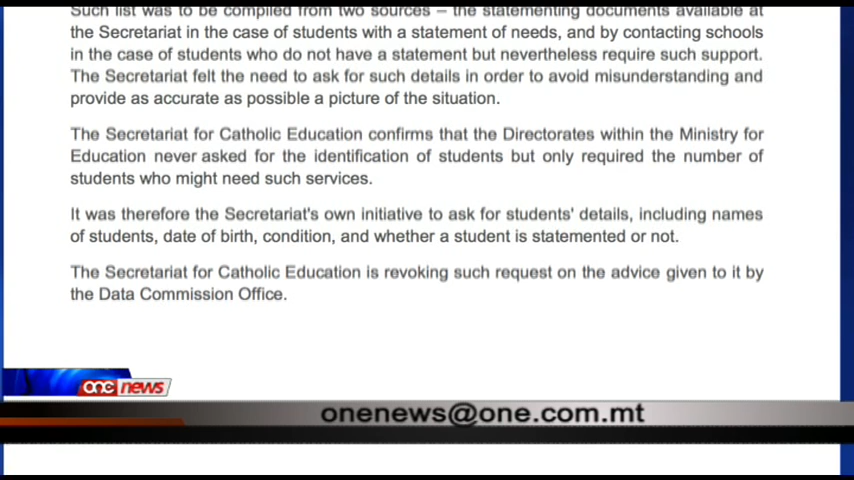 Such list was to be compiled from two sources – the statementing documents available at
the Secretariat in the case of students with a statement of needs, and by contacting schools
in the case of students who do not have a statement but nevertheless require such support.
The Secretariat felt the need to ask for such details in order to avoid misunderstanding and
provide as accurate as possible a picture of the situation.
The Secretariat for Catholic Education confirms that the Directorates within the Ministry for
Education never asked for the identification of students but only required the number of
students who might need such services.
It was therefore the Secretariat's own initiative to ask for students' details, including names
of students, date of birth, condition, and whether a student is statemented or not.
The Secretariat for Catholic Education is revoking such request on the advice given to it by
the Data Commission Office.
one news
onenews@one.com.mt